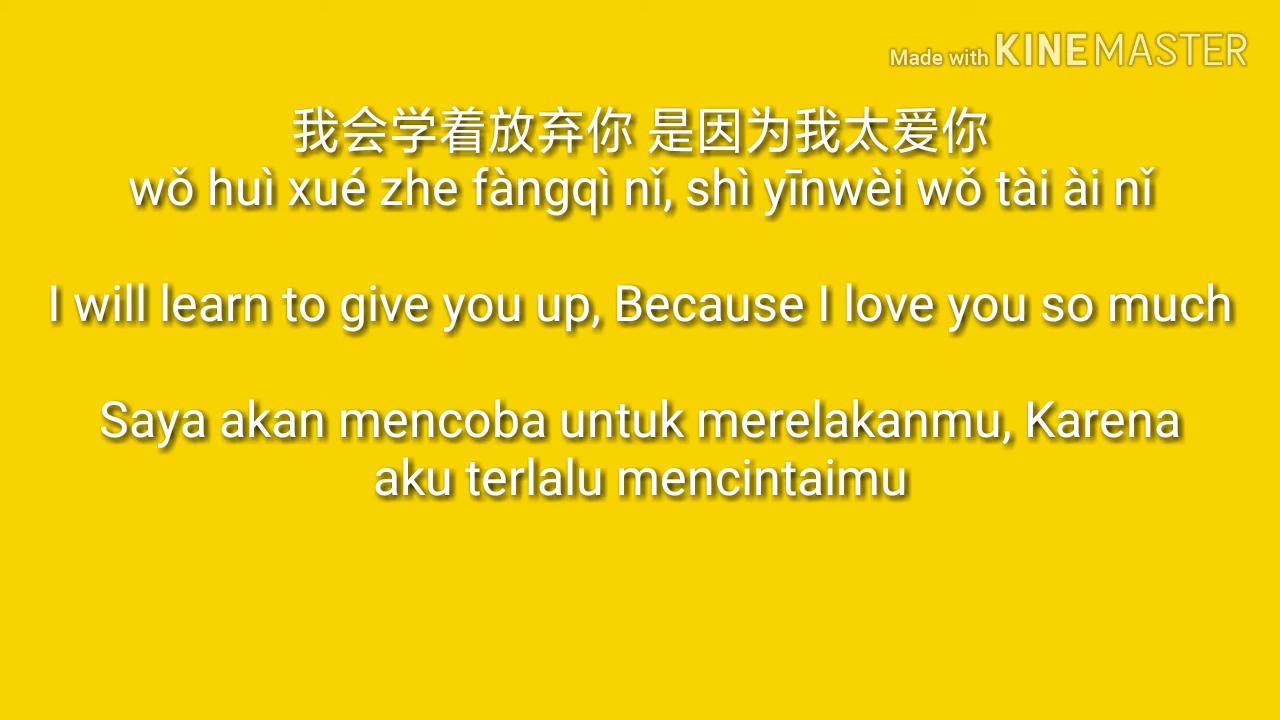 Made with KINEMASTER
我会学着放弃你 是因为我太爱你
wǒ huì xué zhe fàngqì nǐ, shì yīnwèi wǒ tài ài nǐ
I will learn to give you up, Because I love you so much
Saya akan mencoba untuk merelakanmu, Karena
aku terlalu mencintaimu